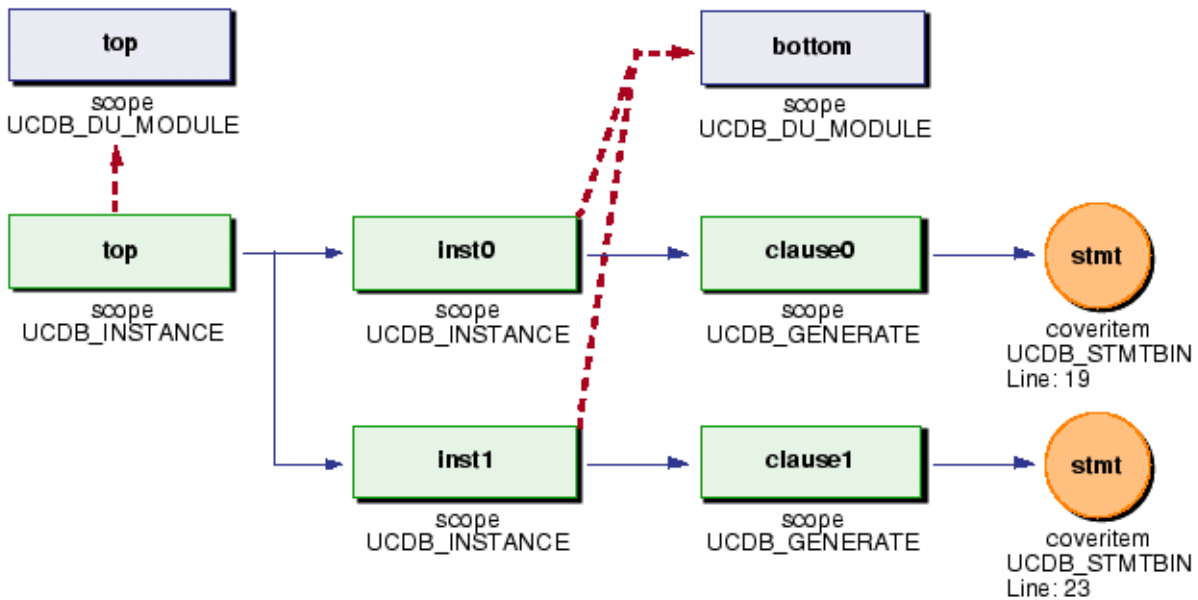 top
scope
UCDB_DU_MODULE
bottom
scope
UCDB_DU_MODULE
top
scope
UCDB_INSTANCE
inst0
scope
UCDB_INSTANCE
clause0
scope
UCDB_GENERATE
stmt
coveritem
UCDB_STMTBIN
Line: 19
inst1
scope
UCDB_INSTANCE
clause1
scope
UCDB_GENERATE
stmt
coveritem
UCDB_STMTBIN
Line: 23